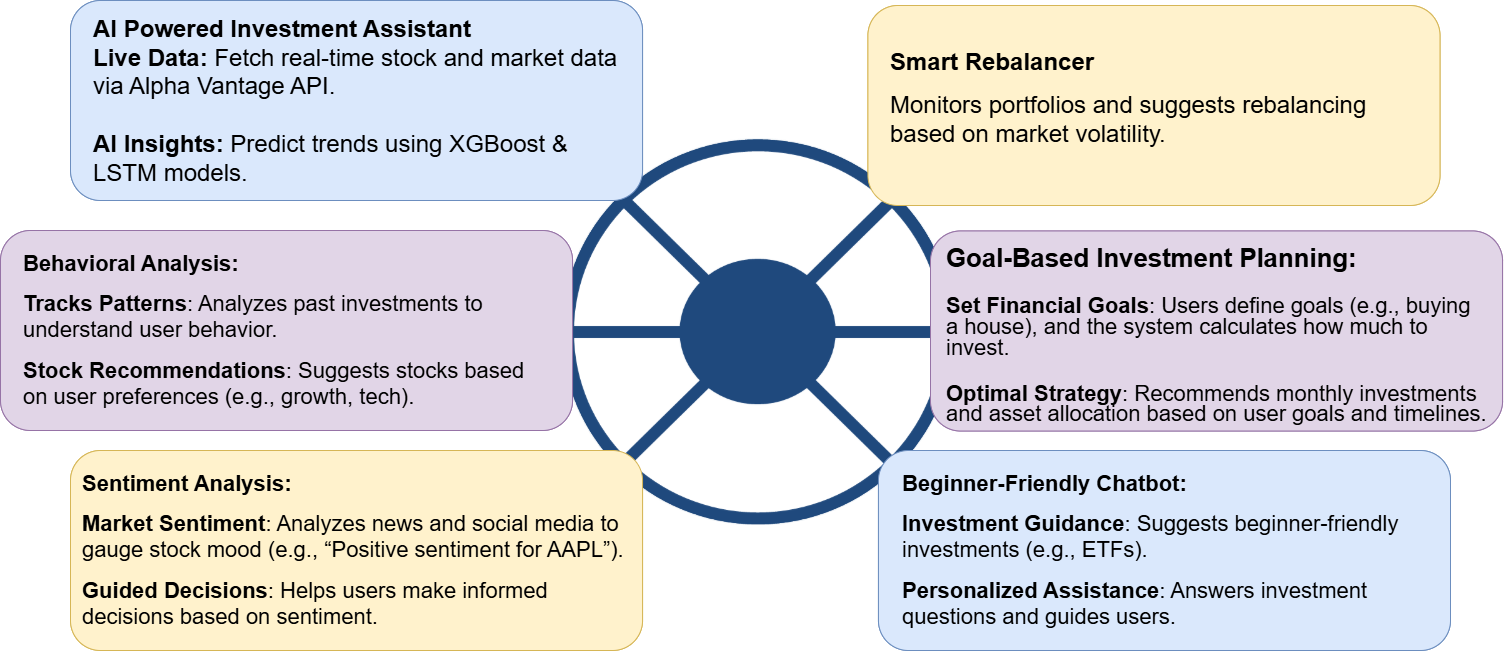 AI Powered Investment Assistant
Live Data: Fetch real-time stock and market data
via Alpha Vantage API.
AI Insights: Predict trends using XGBoost &
LSTM models.
Smart Rebalancer
Monitors portfolios and suggests rebalancing
based on market volatility.
Behavioral Analysis:
Tracks Patterns: Analyzes past investments to
understand user behavior.
Stock Recommendations: Suggests stocks based
on user preferences (e.g., growth, tech).
Goal-Based Investment Planning:
Set Financial Goals: Users define goals (e.g., buying
a house), and the system calculates how much to
invest.
Optimal Strategy: Recommends monthly investments
and asset allocation based on user goals and timelines.
Sentiment Analysis:
Market Sentiment: Analyzes news and social media to
gauge stock mood (e.g., “Positive sentiment for AAPL”).
Guided Decisions: Helps users make informed
decisions based on sentiment.
Beginner-Friendly Chatbot:
Investment Guidance: Suggests beginner-friendly
investments (e.g., ETFs).
Personalized Assistance: Answers investment
questions and guides users.